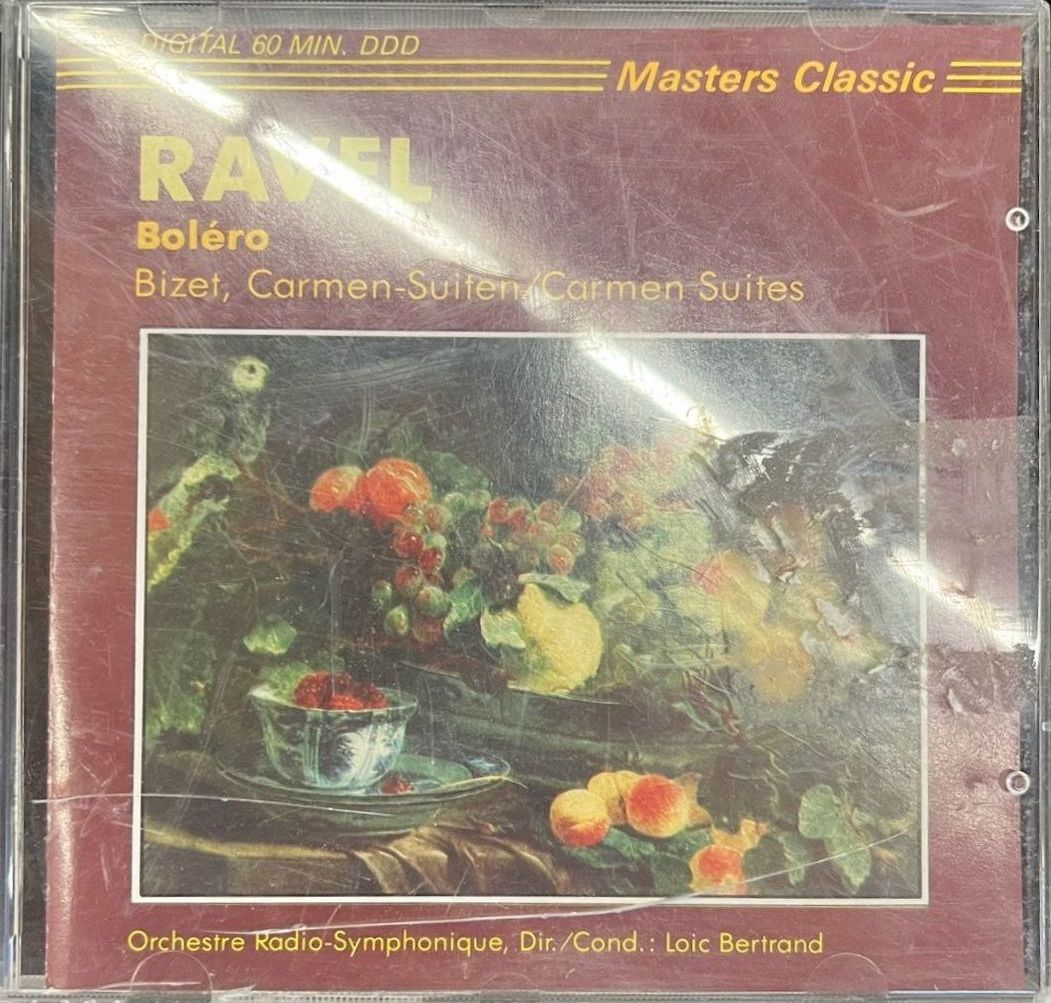 DIGITAL 60 MIN. DDD
Masters Classic
RAVEL
Boléro
Bizet, Carmen-Suiten/Carmen Suites
Orchestre Radio-Symphonique, Dir./Cond.: Loic Bertrand